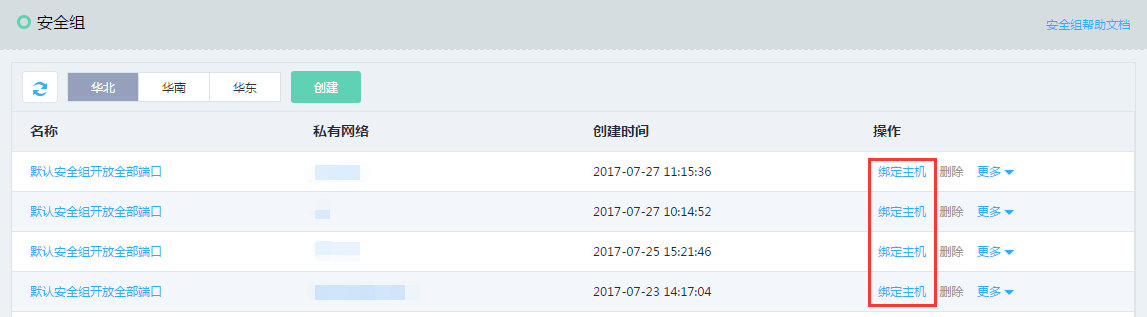 安全组
安全组帮助文档
华北 华南 华东 创建
名称 私有网络 创建时间 操作
默认安全组开放全部端口 2017-07-27 11:15:36 绑定主机 删除 更多
默认安全组开放全部端口 2017-07-27 10:14:52 绑定主机 删除 更多
默认安全组开放全部端口 2017-07-25 15:21:46 绑定主机 删除 更多
默认安全组开放全部端口 2017-07-23 14:17:04 绑定主机 删除 更多